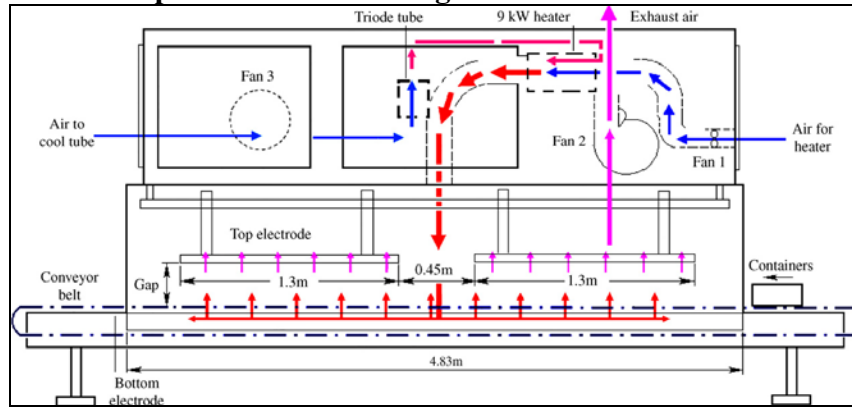 Triode tube
9 kW heater
Exhaust air
Fan 3
Air to
cool tube
Fan 2
Fan 1
Air for
heater
Top electrode
0.45m
Conveyor
belt
Gap
1.3m
1.3m
Containers
4.83m
Bottom
electrode